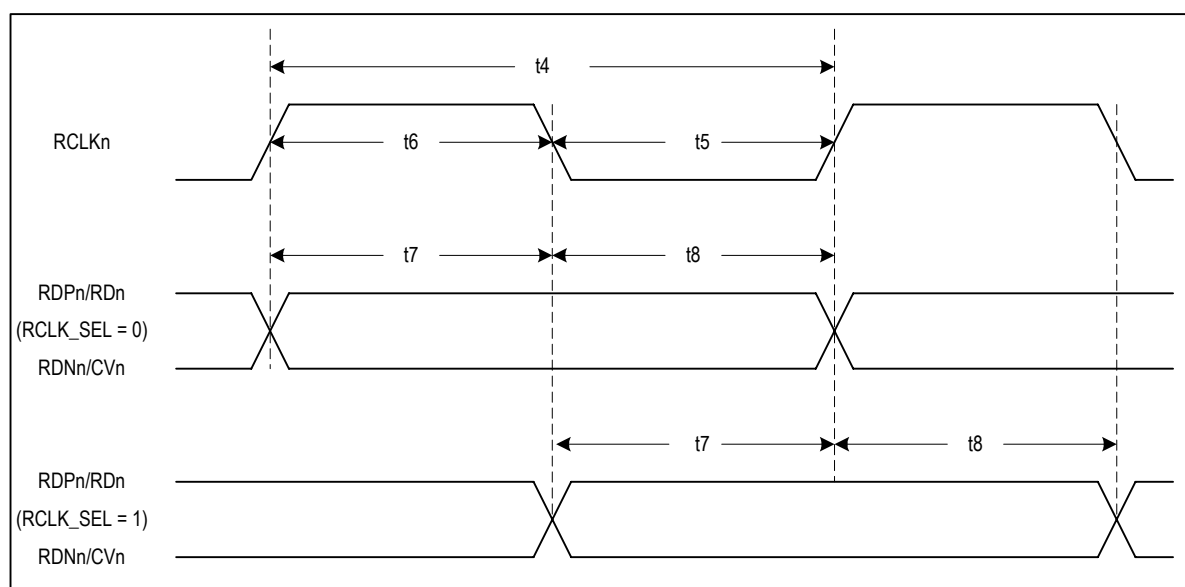 t4
RCLKn
t6
t5
t7
t8
RDPn/RDn
(RCLK_SEL = 0)
RDNn/CVn
t7
t8
RDPn/RDn
(RCLK_SEL = 1)
RDNn/CVn